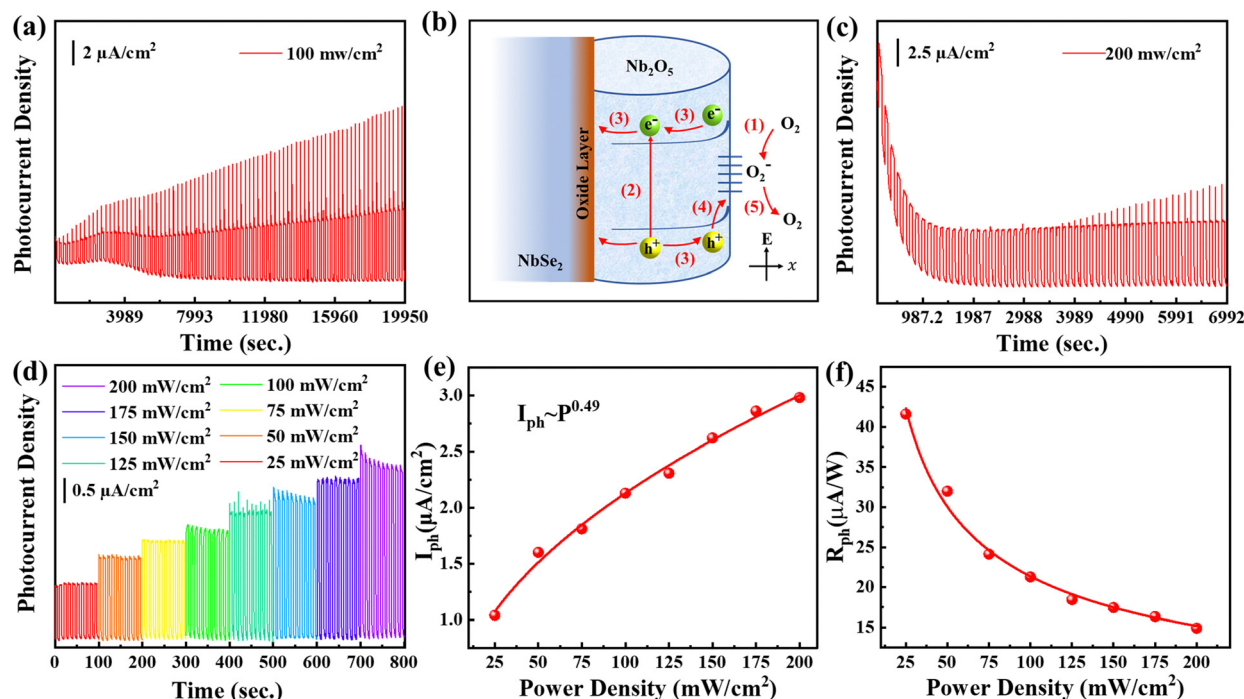 (a)
2 μA/cm²
100 mw/cm²
Photocurrent Density
3989 7993 11980 15960 19950
Time (sec.)
(b)
Nb₂O₅
Oxide Layer
NbSe₂
e⁻
e⁻
(3)
(3)
(1)
O₂
(2)
O₂⁻
(4)
(5)
O₂
h⁺
h⁺
(3)
E
x
(c)
2.5 μA/cm²
200 mw/cm²
Photocurrent Density
987.2 1987 2988 3989 4990 5991 6992
Time (sec.)
(d)
200 mW/cm² 100 mW/cm²
175 mW/cm² 75 mW/cm²
150 mW/cm² 50 mW/cm²
125 mW/cm² 25 mW/cm²
0.5 μA/cm²
Photocurrent Density
0 100 200 300 400 500 600 700 800
Time (sec.)
(e)
I_ph~P^0.49
I_ph(μA/cm²)
3.0
2.5
2.0
1.5
1.0
25 50 75 100 125 150 175 200
Power Density (mW/cm²)
(f)
R_ph(μA/W)
45
40
35
30
25
20
15
25 50 75 100 125 150 175 200
Power Density (mW/cm²)